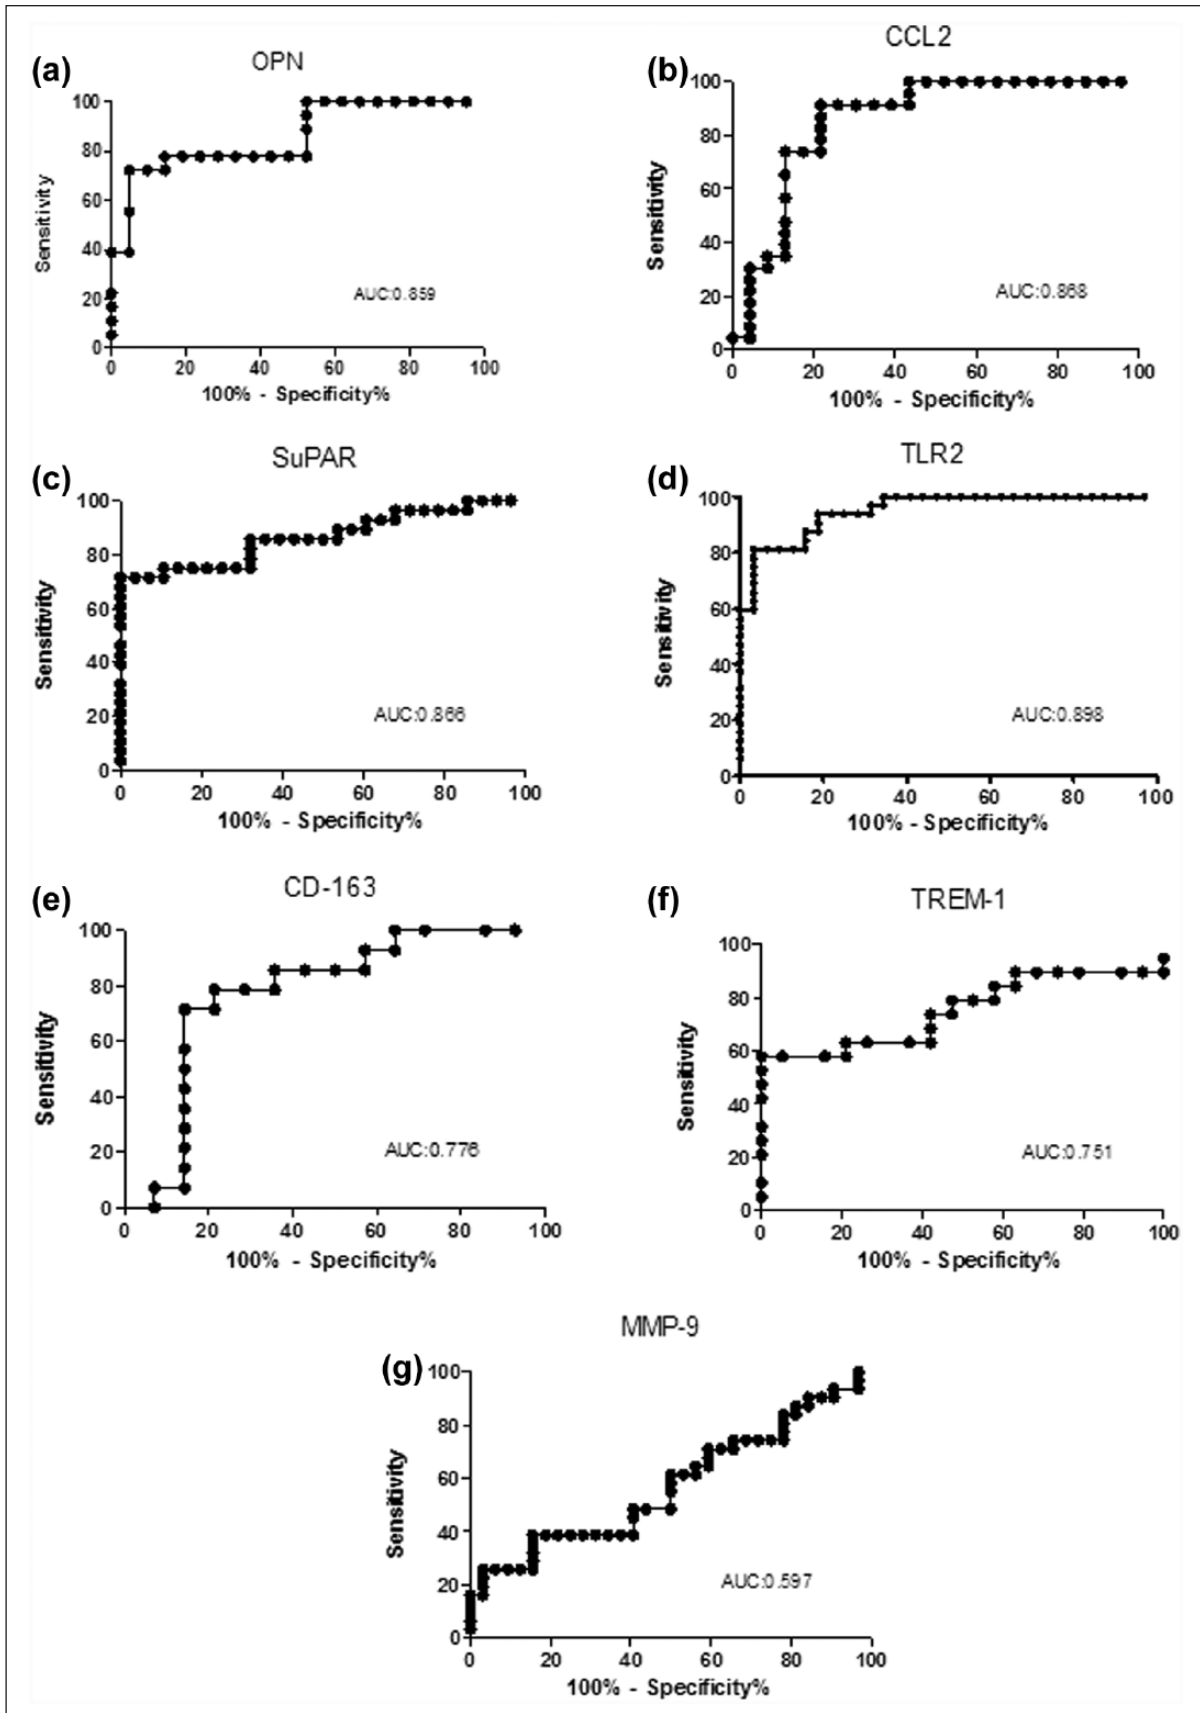 (a)
OPN
100
80
60
40
20
0
Sensitivity
AUC:0.859
0 20 40 60 80 100
100% - Specificity%
(b)
CCL2
100
80
60
40
20
0
Sensitivity
AUC:0.868
0 20 40 60 80 100
100% - Specificity%
(c)
SuPAR
100
80
60
40
20
0
Sensitivity
AUC:0.866
0 20 40 60 80 100
100% - Specificity%
(d)
TLR2
100
80
60
40
20
0
Sensitivity
AUC:0.898
0 20 40 60 80 100
100% - Specificity%
(e)
CD-163
100
80
60
40
20
0
Sensitivity
AUC:0.776
0 20 40 60 80 100
100% - Specificity%
(f)
TREM-1
100
80
60
40
20
0
Sensitivity
AUC:0.751
0 20 40 60 80 100
100% - Specificity%
(g)
MMP-9
100
80
60
40
20
0
Sensitivity
AUC:0.597
0 20 40 60 80 100
100% - Specificity%